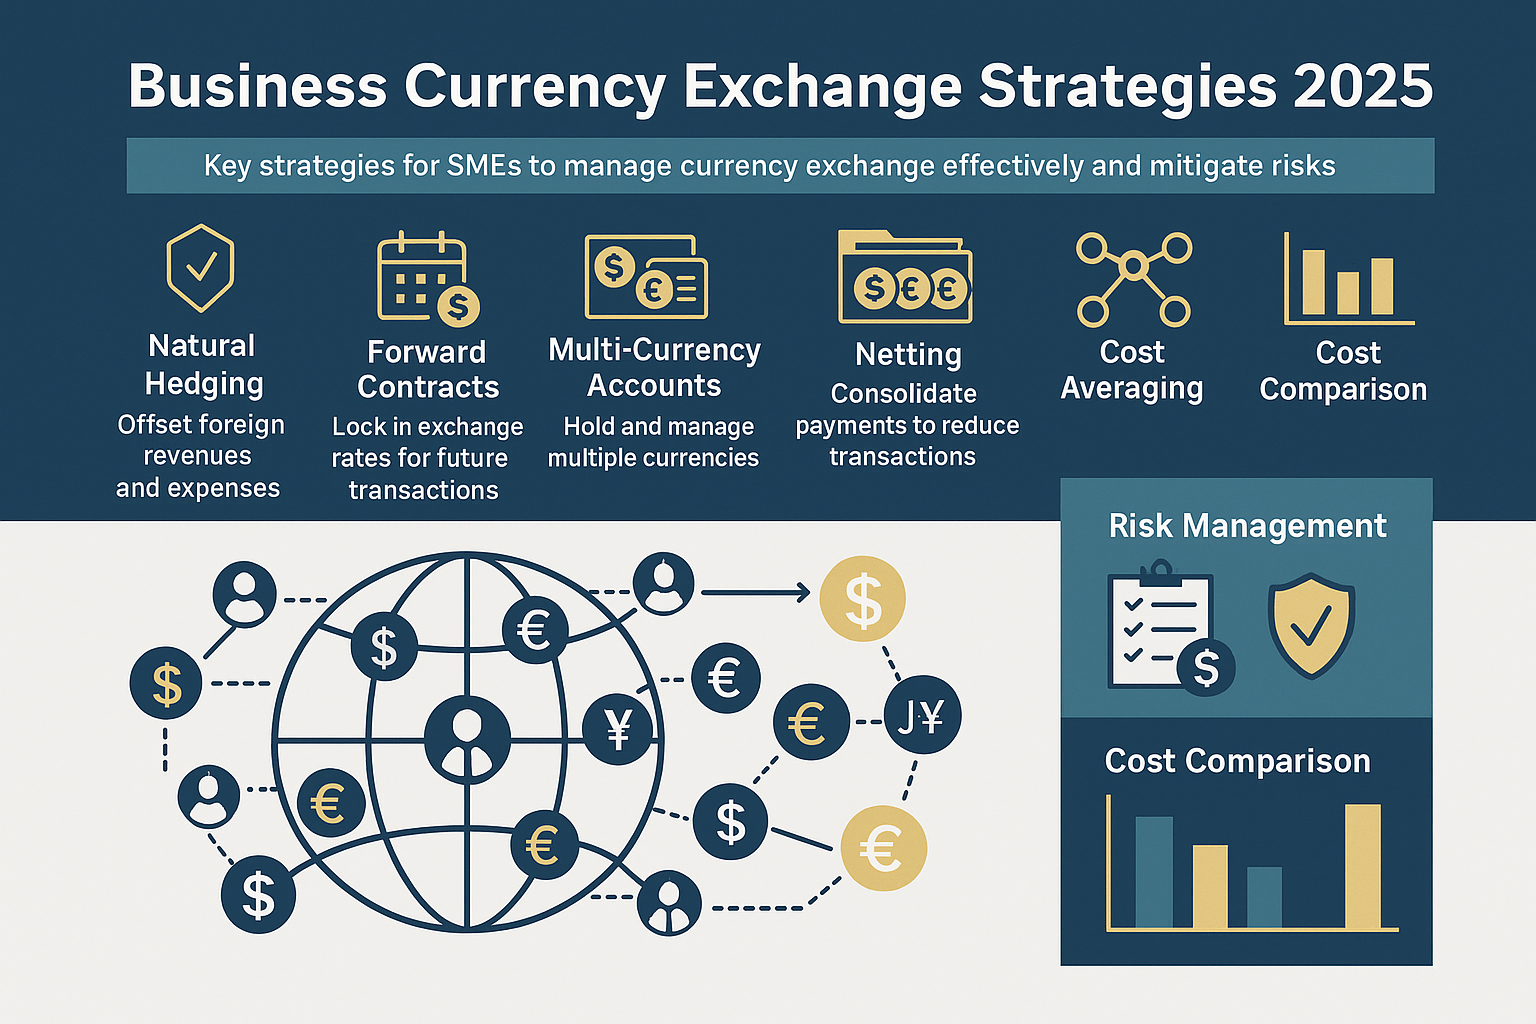 Business Currency Exchange Strategies 2025
Key strategies for SMEs to manage currency exchange effectively and mitigate risks
$
$ €
$ € €
Natural
Hedging
Offset foreign
revenues
and expenses
Forward
Contracts
Lock in exchange
rates for future
transactions
Multi-Currency
Accounts
Hold and manage
multiple currencies
Netting
Consolidate
payments to reduce
transactions
Cost
Averaging
Cost
Comparison
Risk Management
$
Cost Comparison
$
$
€
$
€
¥
€
J¥
€
$
€
€
€
$